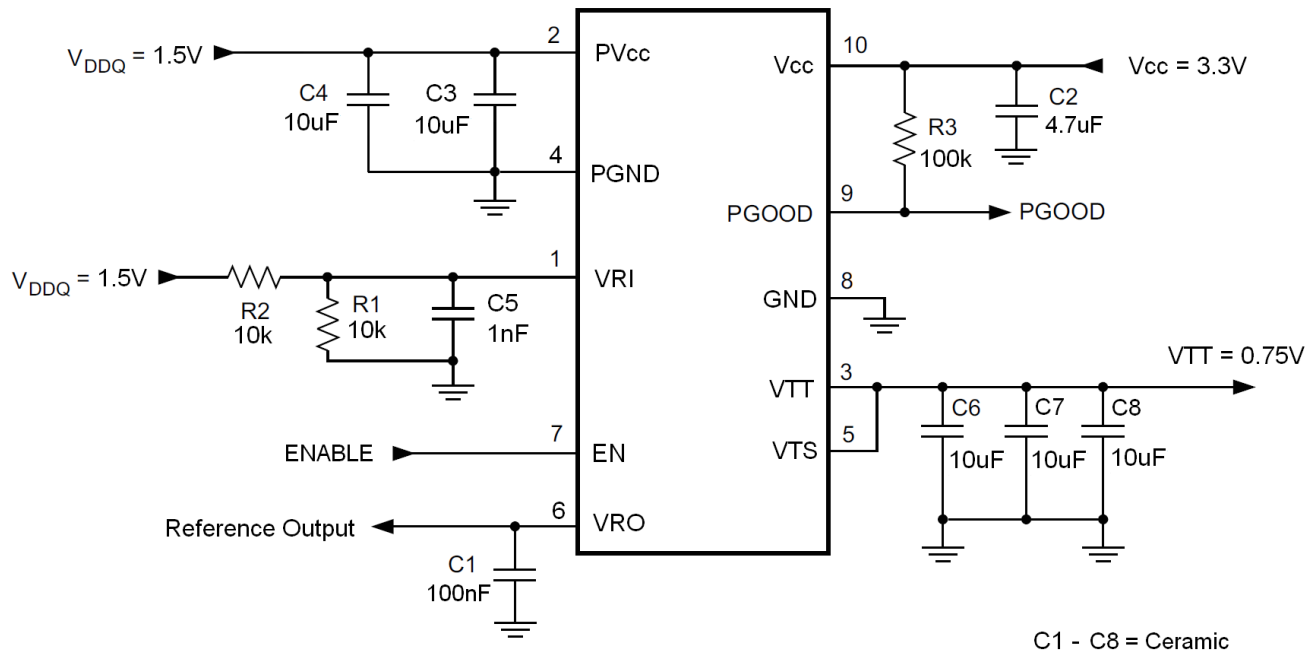 V_DDQ = 1.5V
2
PVcc
C4
10uF
C3
10uF
4
PGND
10
Vcc
Vcc = 3.3V
C2
4.7uF
R3
100k
9
PGOOD
PGOOD
V_DDQ = 1.5V
1
VRI
R2
10k
R1
10k
C5
1nF
8
GND
VTT = 0.75V
3
VTT
5
VTS
C6
10uF
C7
10uF
C8
10uF
ENABLE
7
EN
Reference Output
6
VRO
C1
100nF
C1 - C8 = Ceramic